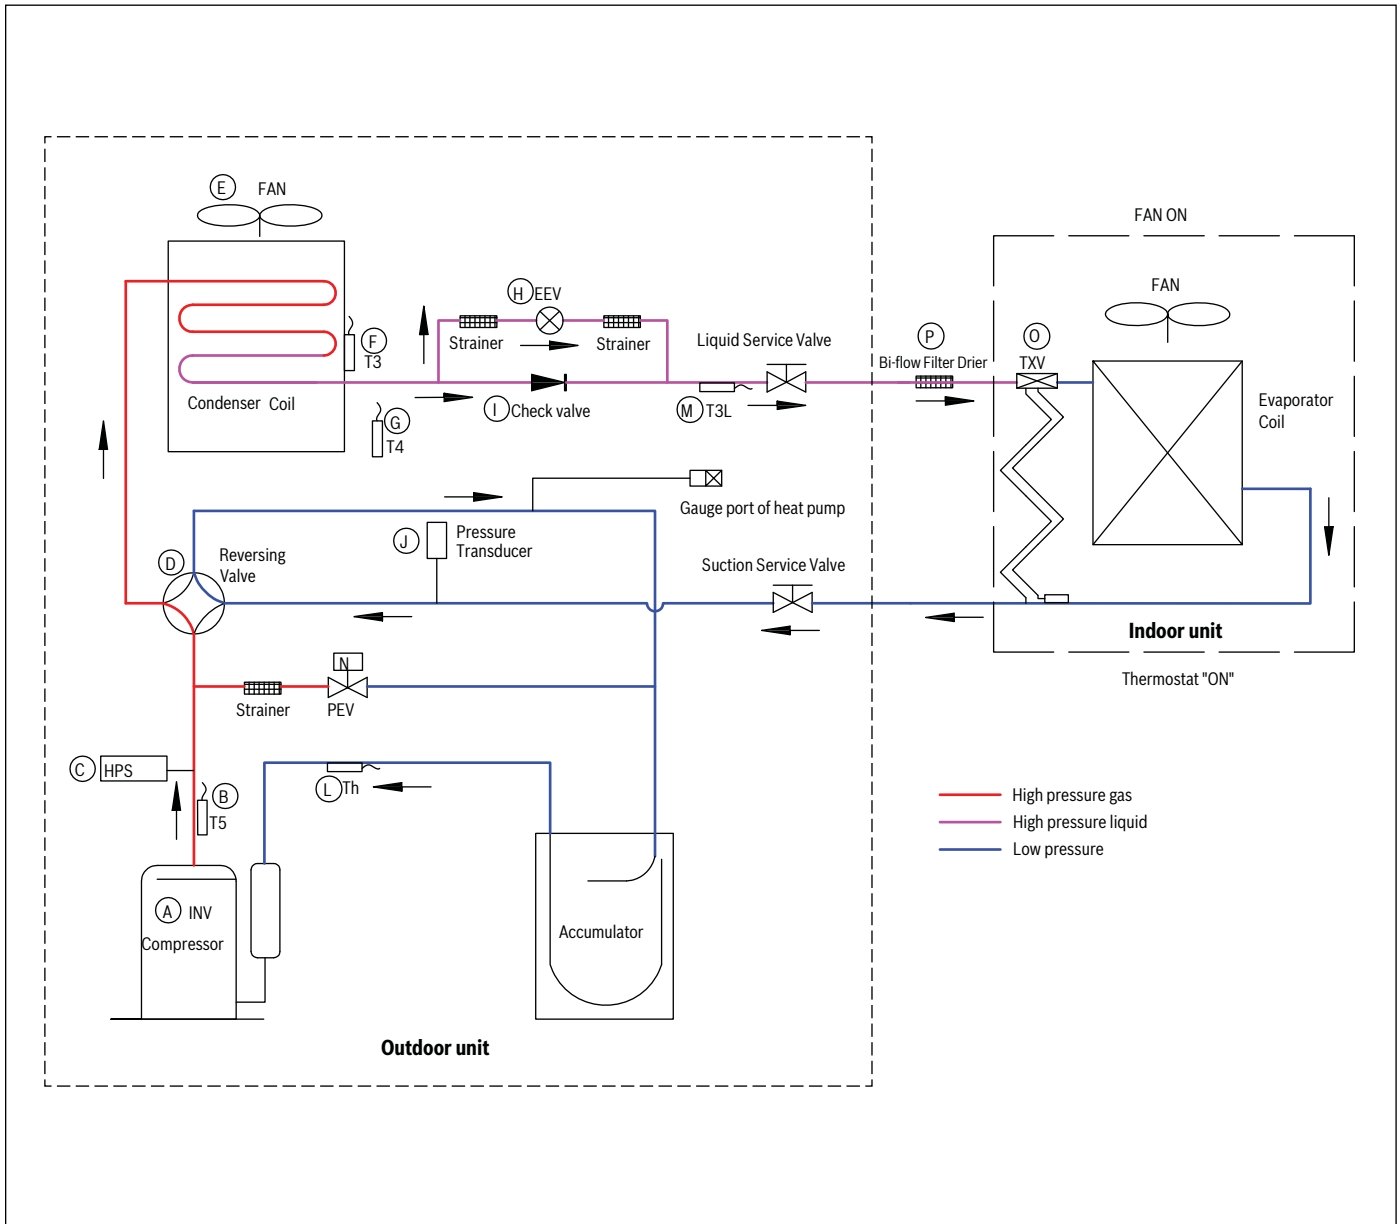 E FAN
FAN ON
FAN
H EEV
Strainer
Strainer
F
T3
Liquid Service Valve
P
Bi-flow Filter Drier
O
TXV
Condenser Coil
I Check valve
M T3L
G
T4
Evaporator
Coil
Gauge port of heat pump
J Pressure
Transducer
D Reversing
Valve
Suction Service Valve
Indoor unit
Thermostat "ON"
N
Strainer
PEV
C HPS
B
T5
L Th
High pressure gas
High pressure liquid
Low pressure
A INV
Compressor
Accumulator
Outdoor unit